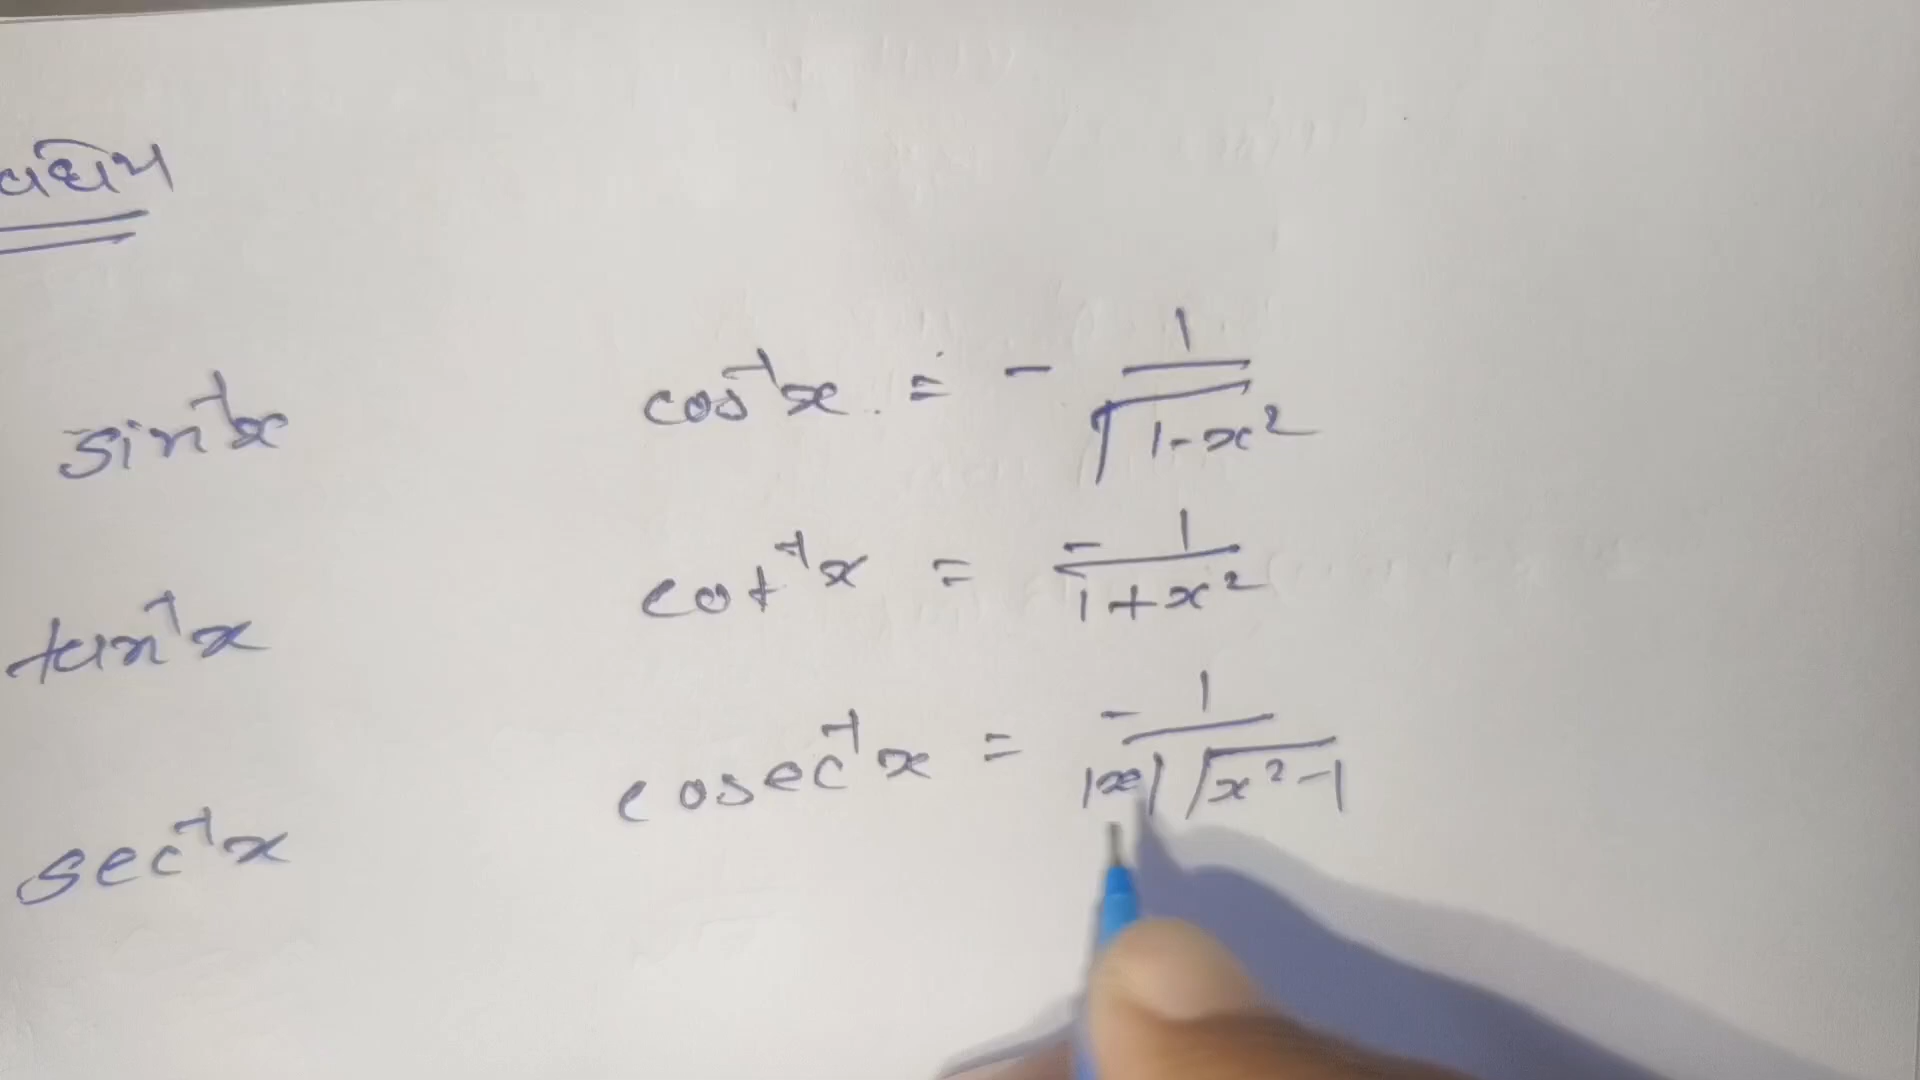 sin⁻¹x    cos⁻¹x = - 1/√(1-x²)
tan⁻¹x    cot⁻¹x = -1/(1+x²)
sec⁻¹x    cosec⁻¹x = -1/(|x|√(x²-1))